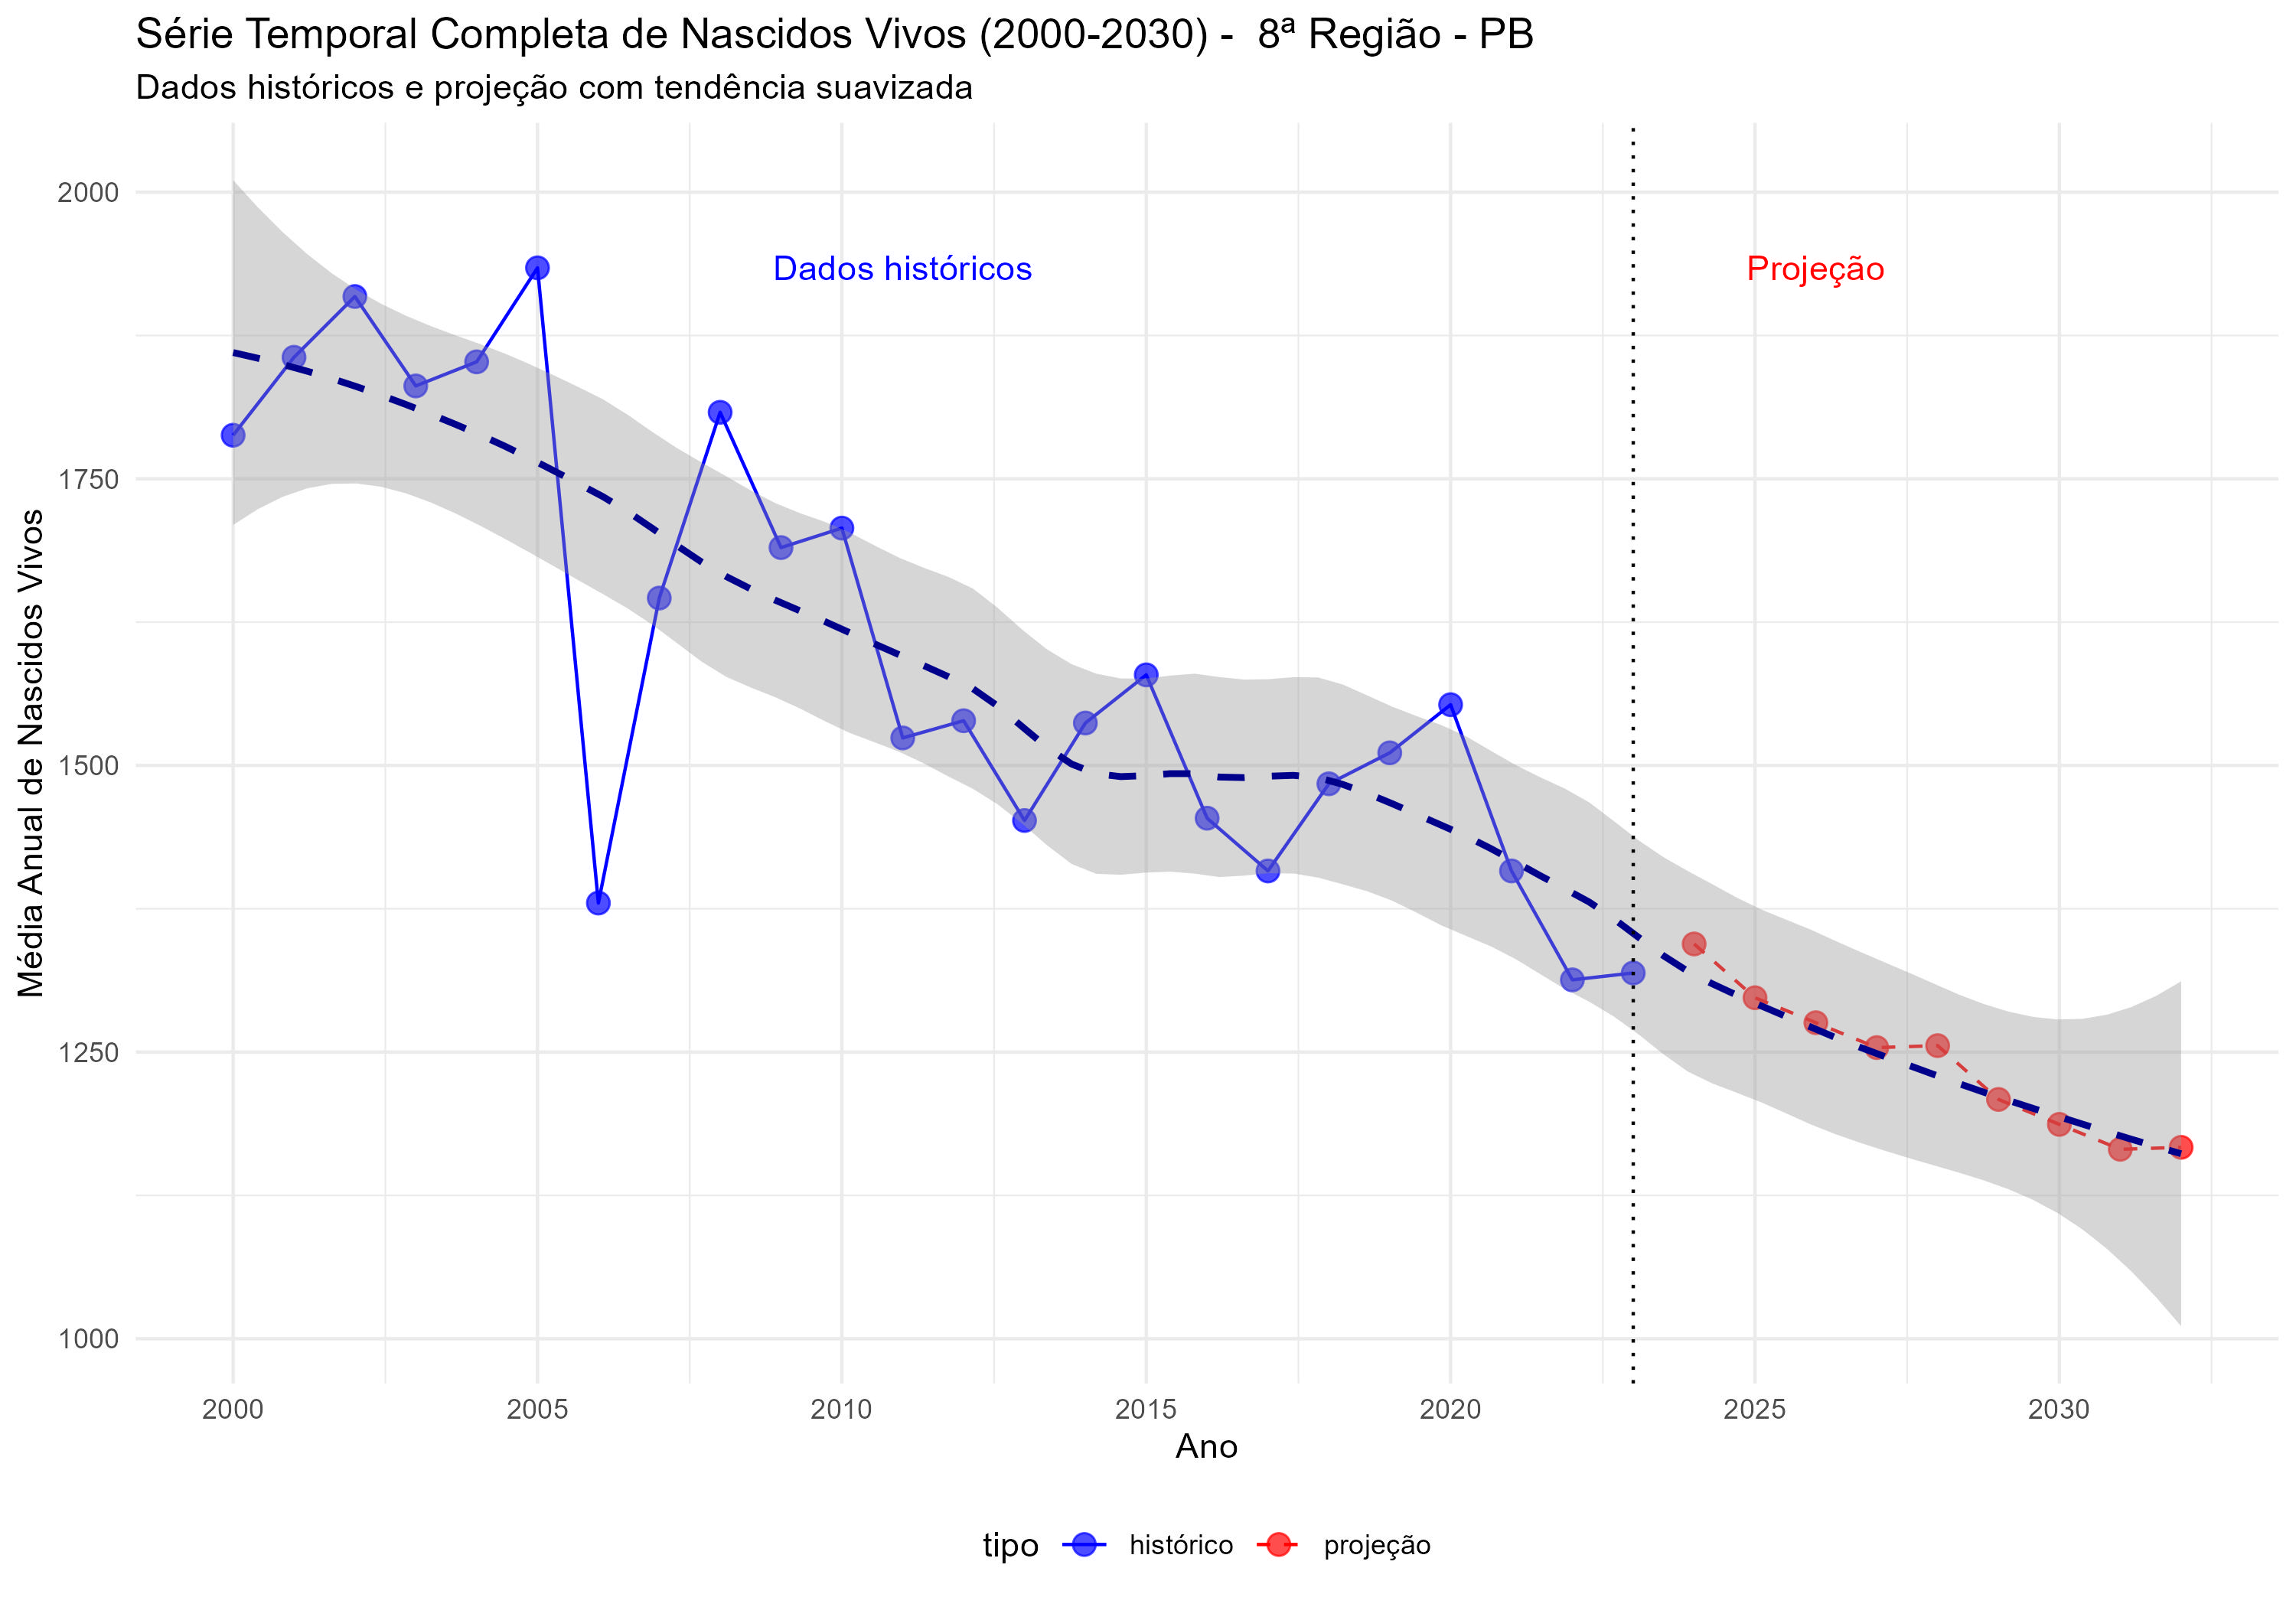 Série Temporal Completa de Nascidos Vivos (2000-2030) -  8ª Região - PB
Dados históricos e projeção com tendência suavizada
Média Anual de Nascidos Vivos
2000
1750
1500
1250
1000
Dados históricos
Projeção
2000 2005 2010 2015 2020 2025 2030
Ano
tipo histórico projeção